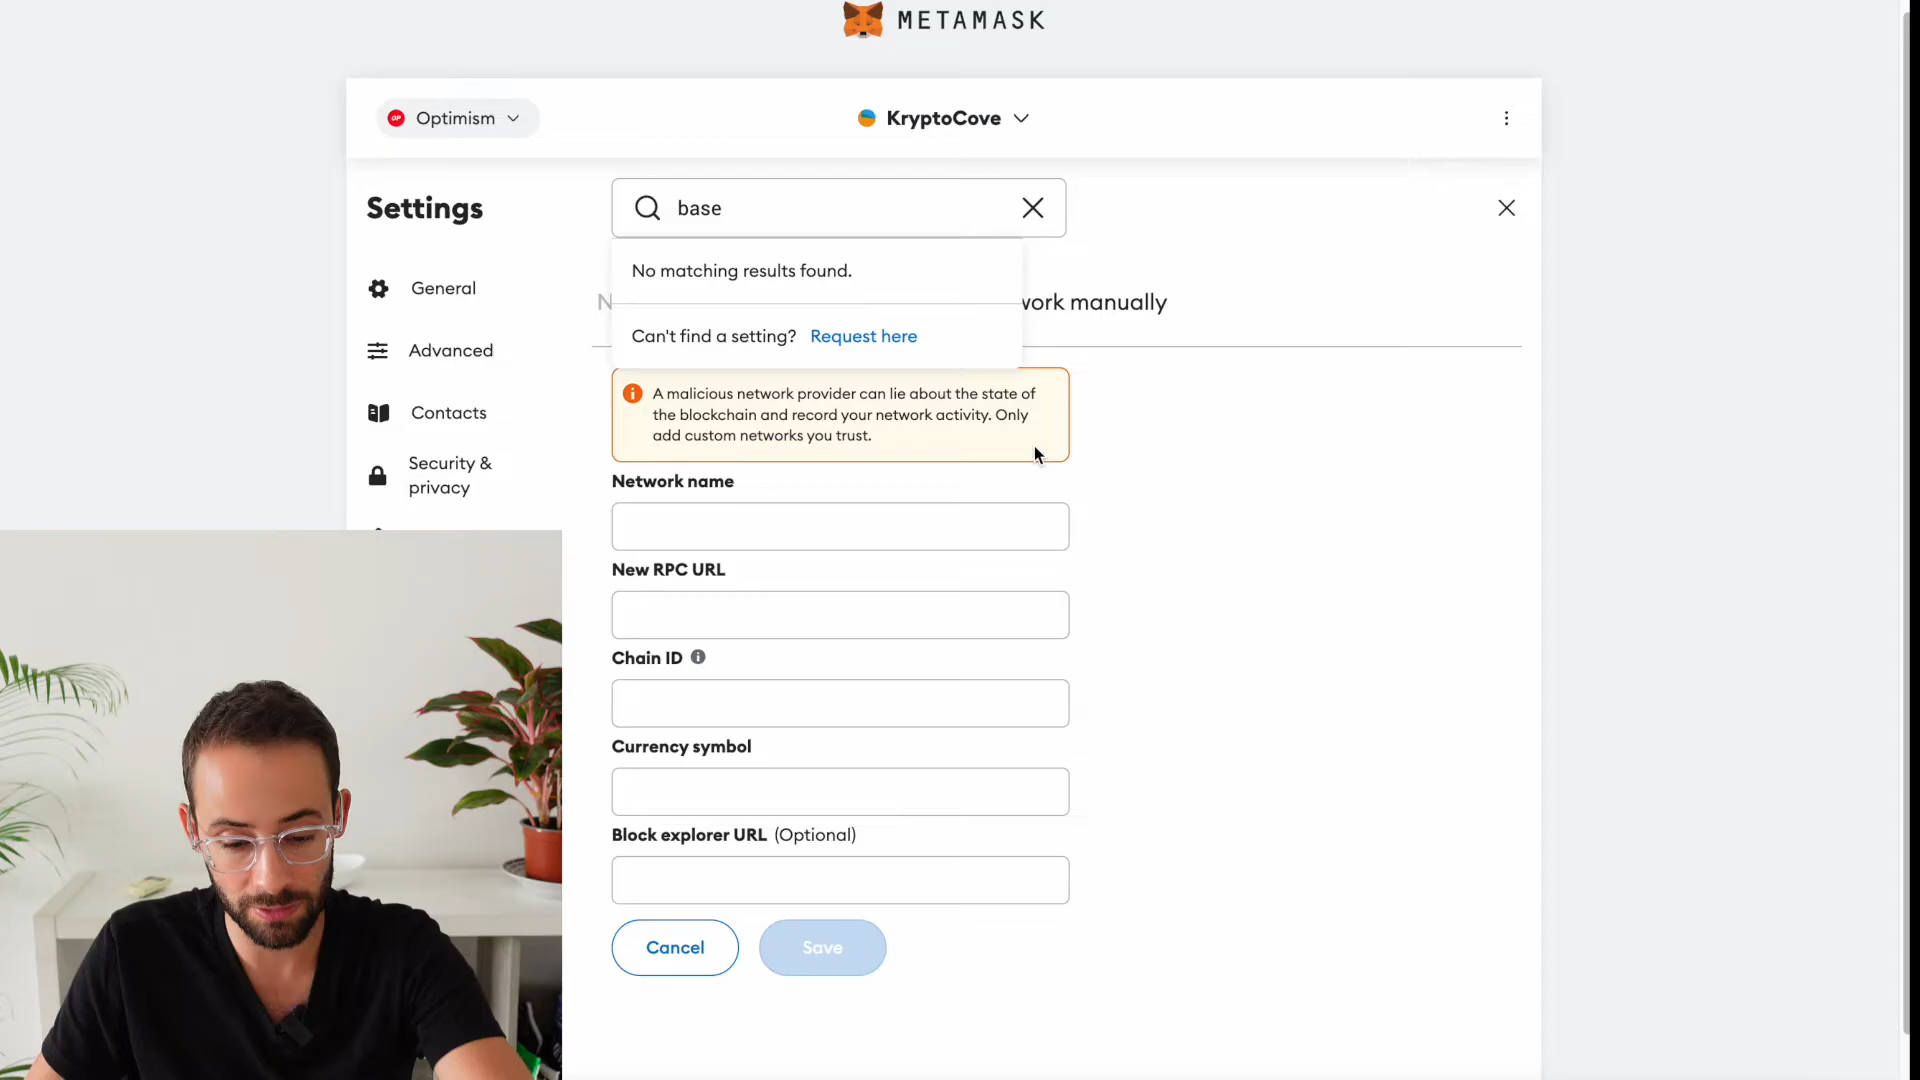 METAMASK
OP Optimism
KryptoCove
Settings
base
No matching results found.
N
work manually
Can't find a setting? Request here
General
Advanced
Contacts
Security &
privacy
A malicious network provider can lie about the state of
the blockchain and record your network activity. Only
add custom networks you trust.
Network name
New RPC URL
Chain ID
Currency symbol
Block explorer URL (Optional)
Cancel
Save